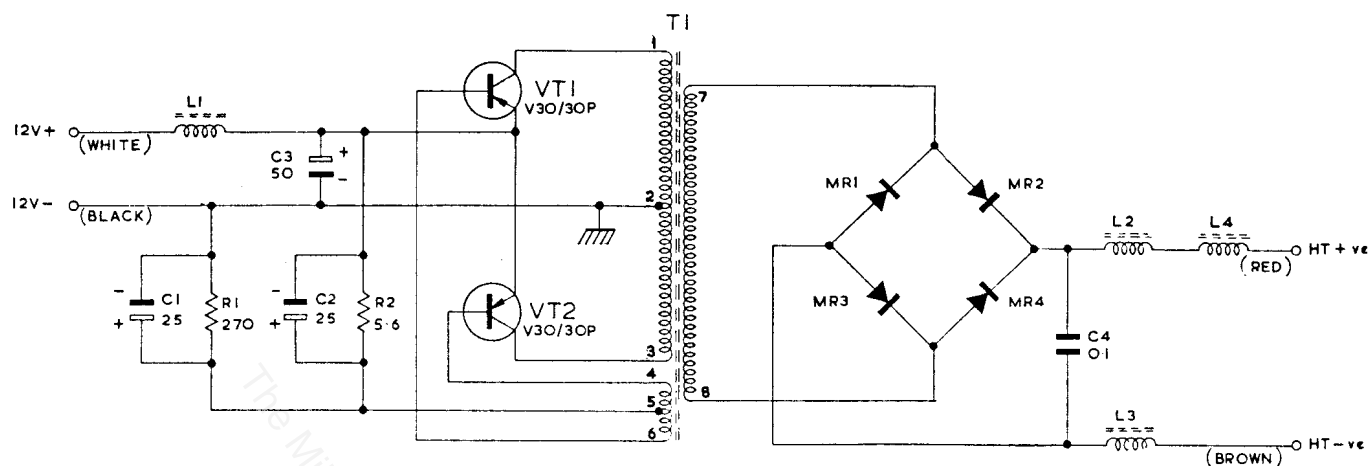 T1
1
VT1
V30/30P
7
L1
12V+
(WHITE)
C3
50
+
-
MR1
MR2
2
12V-
(BLACK)
L2
L4
HT+ve
(RED)
-
C1
25
+
R1
270
-
C2
25
+
R2
5·6
VT2
V30/30P
MR3
MR4
C4
0·1
3
4
5
6
8
L3
HT-ve
(BROWN)
The Mi